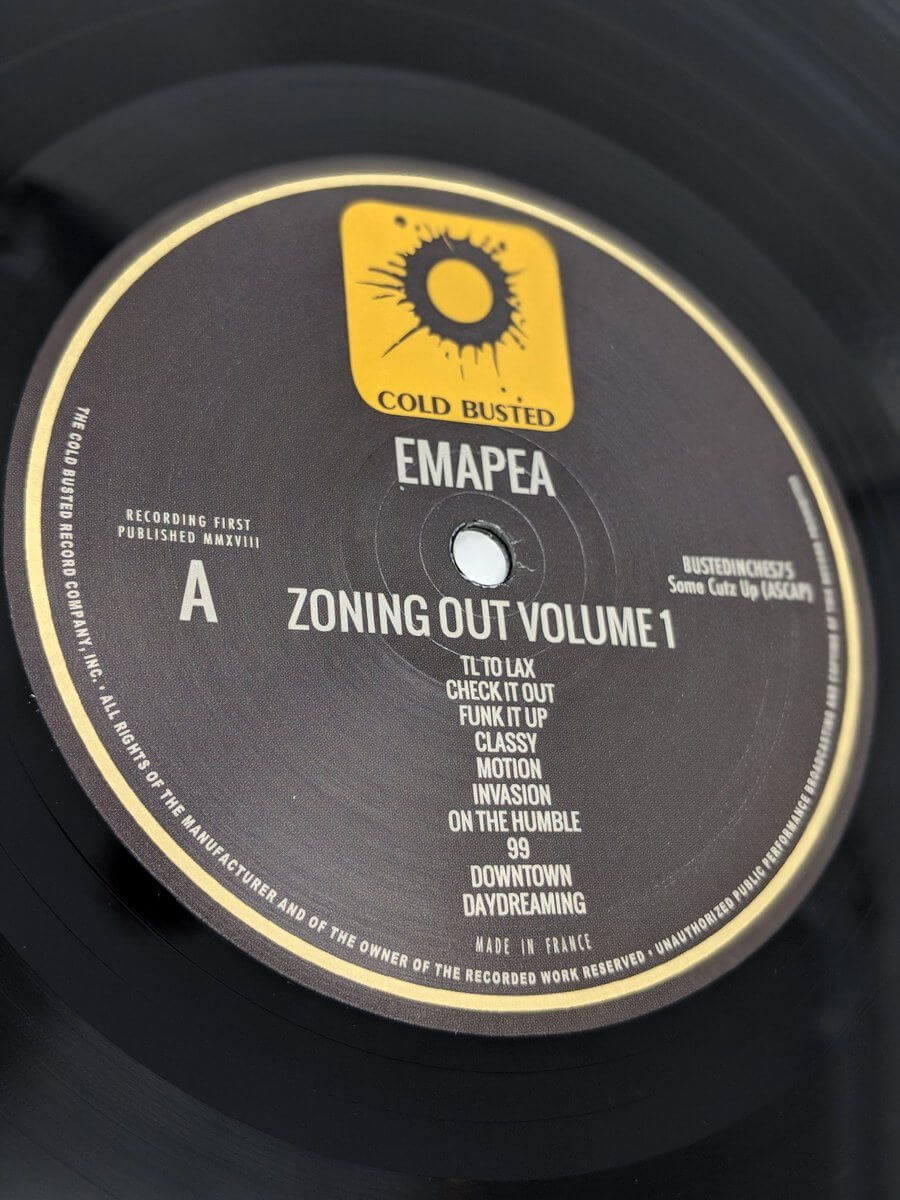 COLD BUSTED
EMAPEA
RECORDING FIRST
PUBLISHED MMXVIII
A
BUSTEDINCHES75
Some Cutz Up (ASCAP)
ZONING OUT VOLUME 1
TL TO LAX
CHECK IT OUT
FUNK IT UP
CLASSY
MOTION
INVASION
ON THE HUMBLE
99
DOWNTOWN
DAYDREAMING
MADE IN FRANCE
THE COLD BUSTED RECORD COMPANY, INC. • ALL RIGHTS OF THE MANUFACTURER AND OF THE OWNER OF THE RECORDED WORK RESERVED • UNAUTHORIZED PUBLIC PERFORMANCE BROADCASTING AND COPYING OF THIS RECORD PROHIBITED